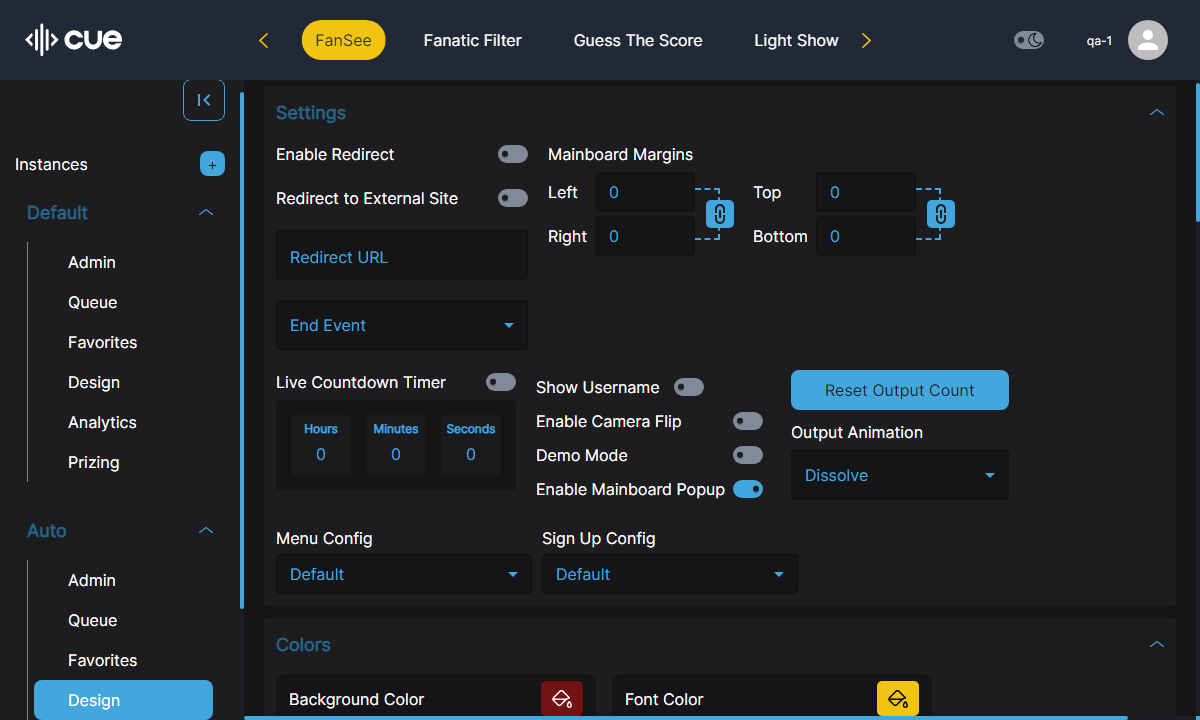 cue
FanSee
Fanatic Filter
Guess The Score
Light Show
qa-1
Instances
+
Default
Admin
Queue
Favorites
Design
Analytics
Prizing
Auto
Admin
Queue
Favorites
Design
Settings
Enable Redirect
Redirect to External Site
Redirect URL
End Event
Mainboard Margins
Left 0
Right 0
Top 0
Bottom 0
Live Countdown Timer
Hours Minutes Seconds
0 0 0
Show Username
Enable Camera Flip
Demo Mode
Enable Mainboard Popup
Reset Output Count
Output Animation
Dissolve
Menu Config
Default
Sign Up Config
Default
Colors
Background Color
Font Color